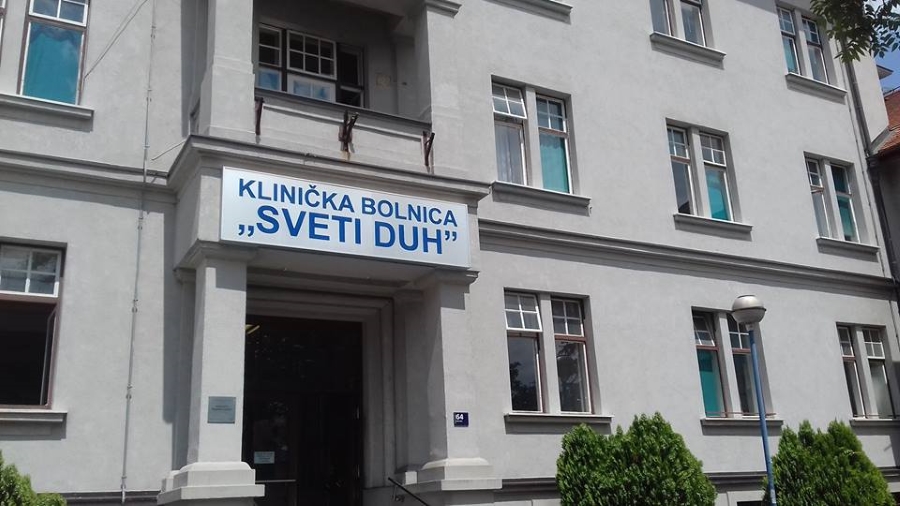 KLINIČKA BOLNICA
„SVETI DUH”
64